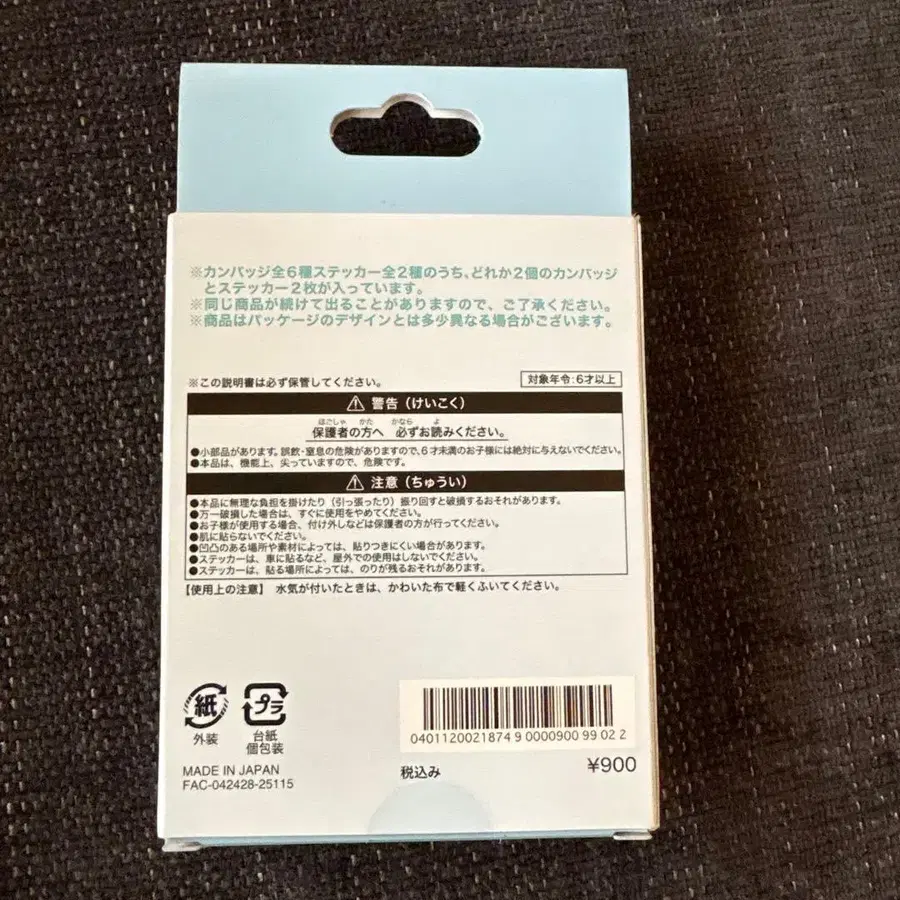 ※カンバッジ全6種ステッカー全2種のうち、どれか2個のカンバッジ
とステッカー2枚が入っています。
※同じ商品が続けて出ることがありますので、ご了承ください。
※商品はパッケージのデザインとは多少異なる場合がございます。
※この説明書は必ず保管してください。
対象年令:6才以上
⚠ 警告（けいこく）
ほごしゃ かた かなら よ
保護者の方へ 必ずお読みください。
●小部品があります。誤飲・窒息の危険がありますので、6才未満のお子様には絶対に与えないでください。
●本品は、機能上、尖っていますので、危険です。
⚠ 注意（ちゅうい）
●本品に無理な負担を掛けたり（引っ張ったり）振り回すと破損するおそれがあります。
●万一破損した場合は、すぐに使用をやめてください。
●お子様が使用する場合、付け外しなどは保護者の方が行ってください。
●肌に貼らないでください。
●凹凸のある場所や素材によっては、貼りつきにくい場合があります。
●ステッカーは、車に貼るなど、屋外での使用はしないでください。
●ステッカーは、貼る場所によっては、のりが残るおそれがあります。
【使用上の注意】 水気が付いたときは、かわいた布で軽くふいてください。
紙
外装
プラ
台紙
個包装
MADE IN JAPAN
FAC-042428-25115
0401120021874 9 0000900 99 02 2
税込み
¥900